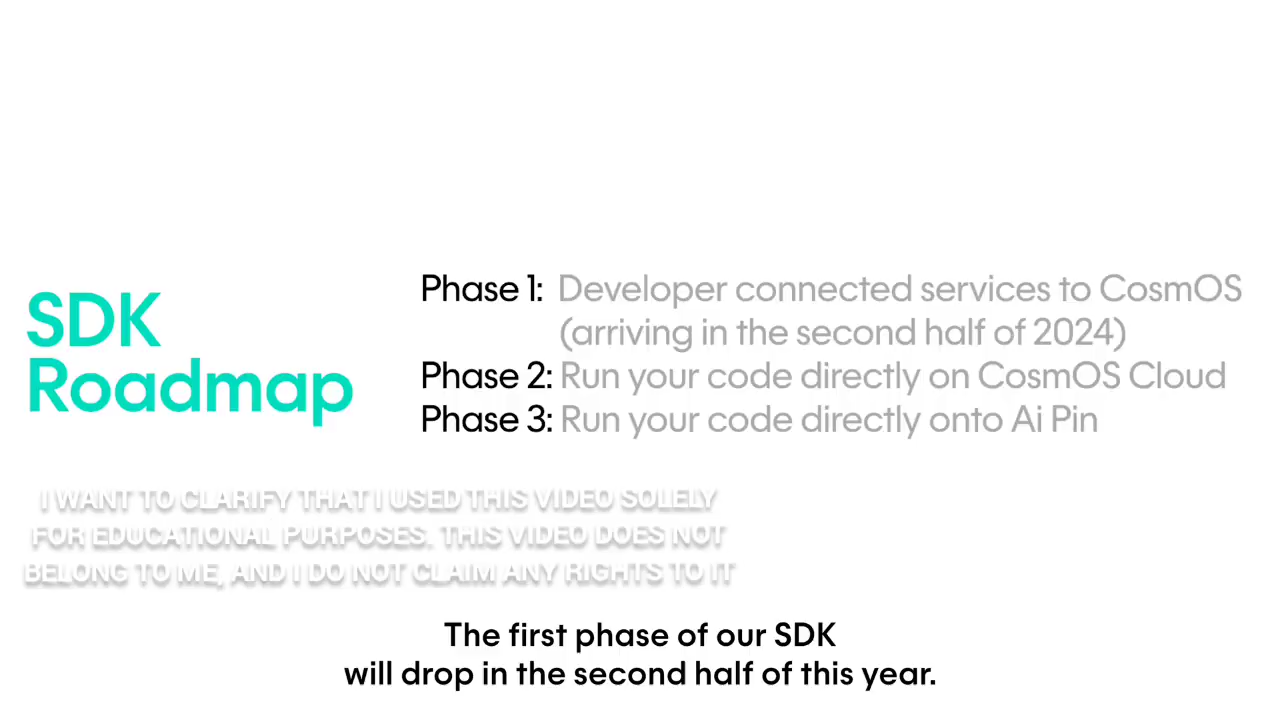 SDK
Roadmap
Phase 1: Developer connected services to CosmOS
(arriving in the second half of 2024)
Phase 2: Run your code directly on CosmOS Cloud
Phase 3: Run your code directly onto Ai Pin
I WANT TO CLARIFY THAT I USED THIS VIDEO SOLELY
FOR EDUCATIONAL PURPOSES. THIS VIDEO DOES NOT
BELONG TO ME, AND I DO NOT CLAIM ANY RIGHTS TO IT
The first phase of our SDK
will drop in the second half of this year.